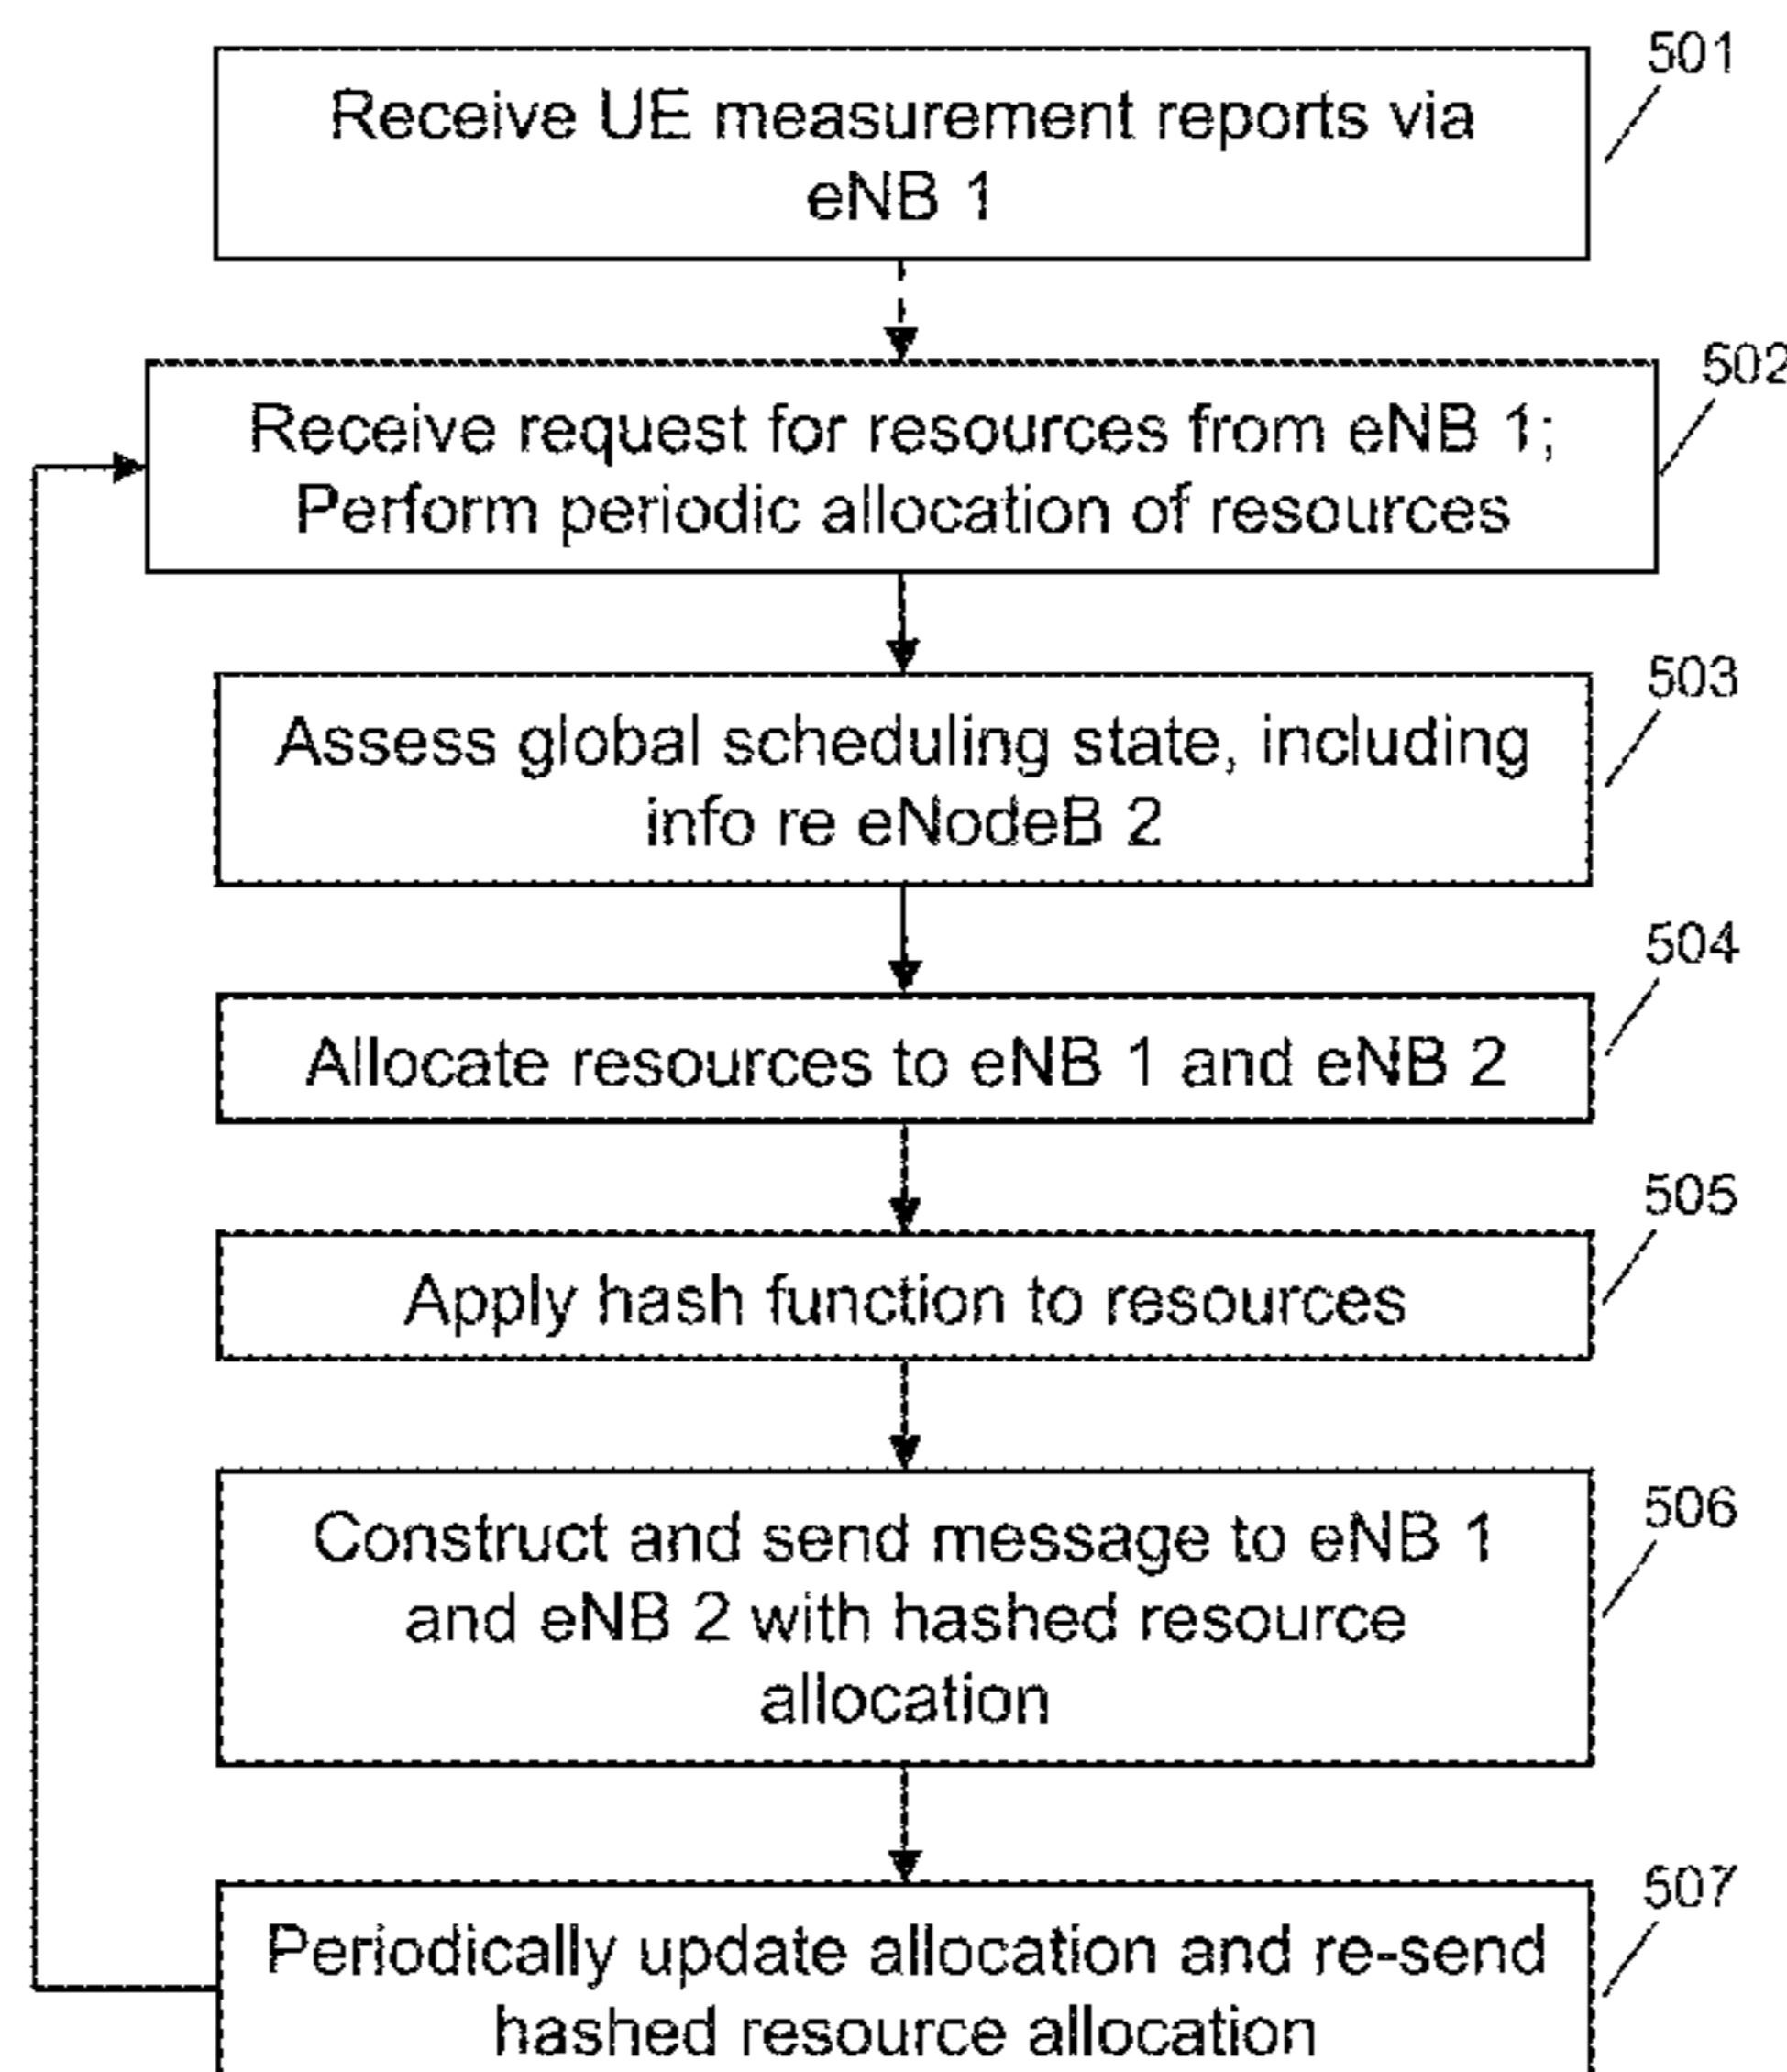 501
Receive UE measurement reports via
eNB 1
502
Receive request for resources from eNB 1;
Perform periodic allocation of resources
503
Assess global scheduling state, including
info re eNodeB 2
504
Allocate resources to eNB 1 and eNB 2
505
Apply hash function to resources
506
Construct and send message to eNB 1
and eNB 2 with hashed resource
allocation
507
Periodically update allocation and re-send
hashed resource allocation